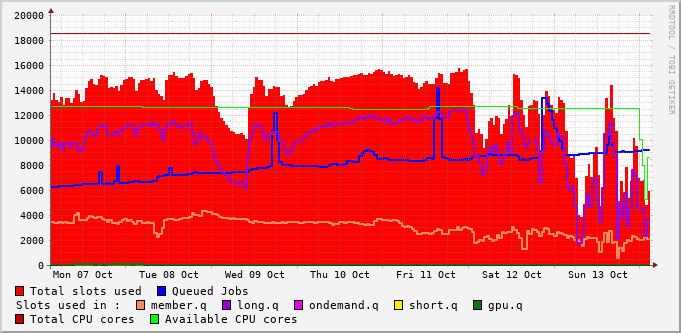 20000
18000
16000
14000
12000
10000
8000
6000
4000
2000
0
Mon 07 Oct Tue 08 Oct Wed 09 Oct Thu 10 Oct Fri 11 Oct Sat 12 Oct Sun 13 Oct
Total slots used Queued Jobs
Slots used in : member.q long.q ondemand.q short.q gpu.q
Total CPU cores Available CPU cores
RRDTOOL / TOBI OETIKER